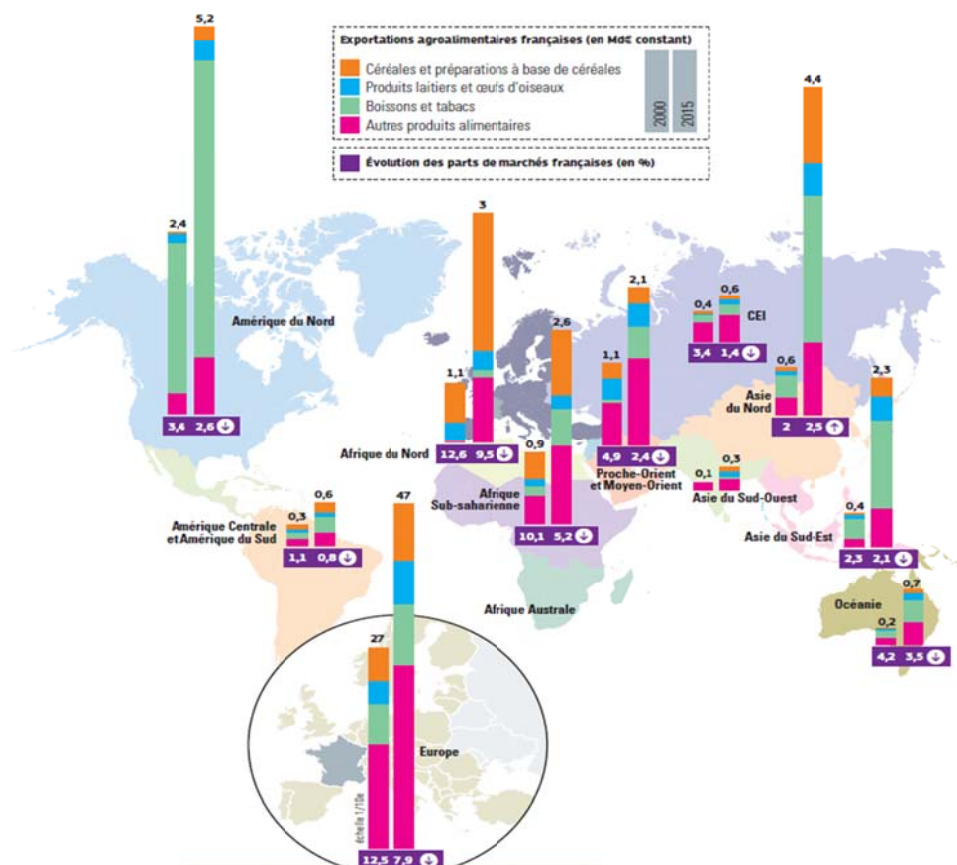 5,2
Exportations agroalimentaires françaises (en Md€ constant)
Céréales et préparations à base de céréales
Produits laitiers et œufs d'oiseaux
Boissons et tabacs
Autres produits alimentaires
2000
2015
Évolution des parts de marchés françaises (en %)
4,4
2,4
3
Amérique du Nord
3,4 2,6
2,1
2,6
0,4
0,6
CEI
3,4 1,4
1,1
1,1
0,6
Asie
du Nord
2 2,5
2,3
Afrique du Nord
12,6 9,5
0,9
4,9 2,4
Proche-Orient
et Moyen-Orient
0,1
0,3
Asie du Sud-Ouest
Afrique
Sub-saharienne
10,1 5,2
0,3
0,6
Amérique Centrale
et Amérique du Sud
1,1 0,8
47
0,4
Asie du Sud-Est
2,3 2,1
Afrique Australe
Océanie
0,2
0,7
4,2 3,5
27
Europe
échelle 1/10e
12,5 7,9